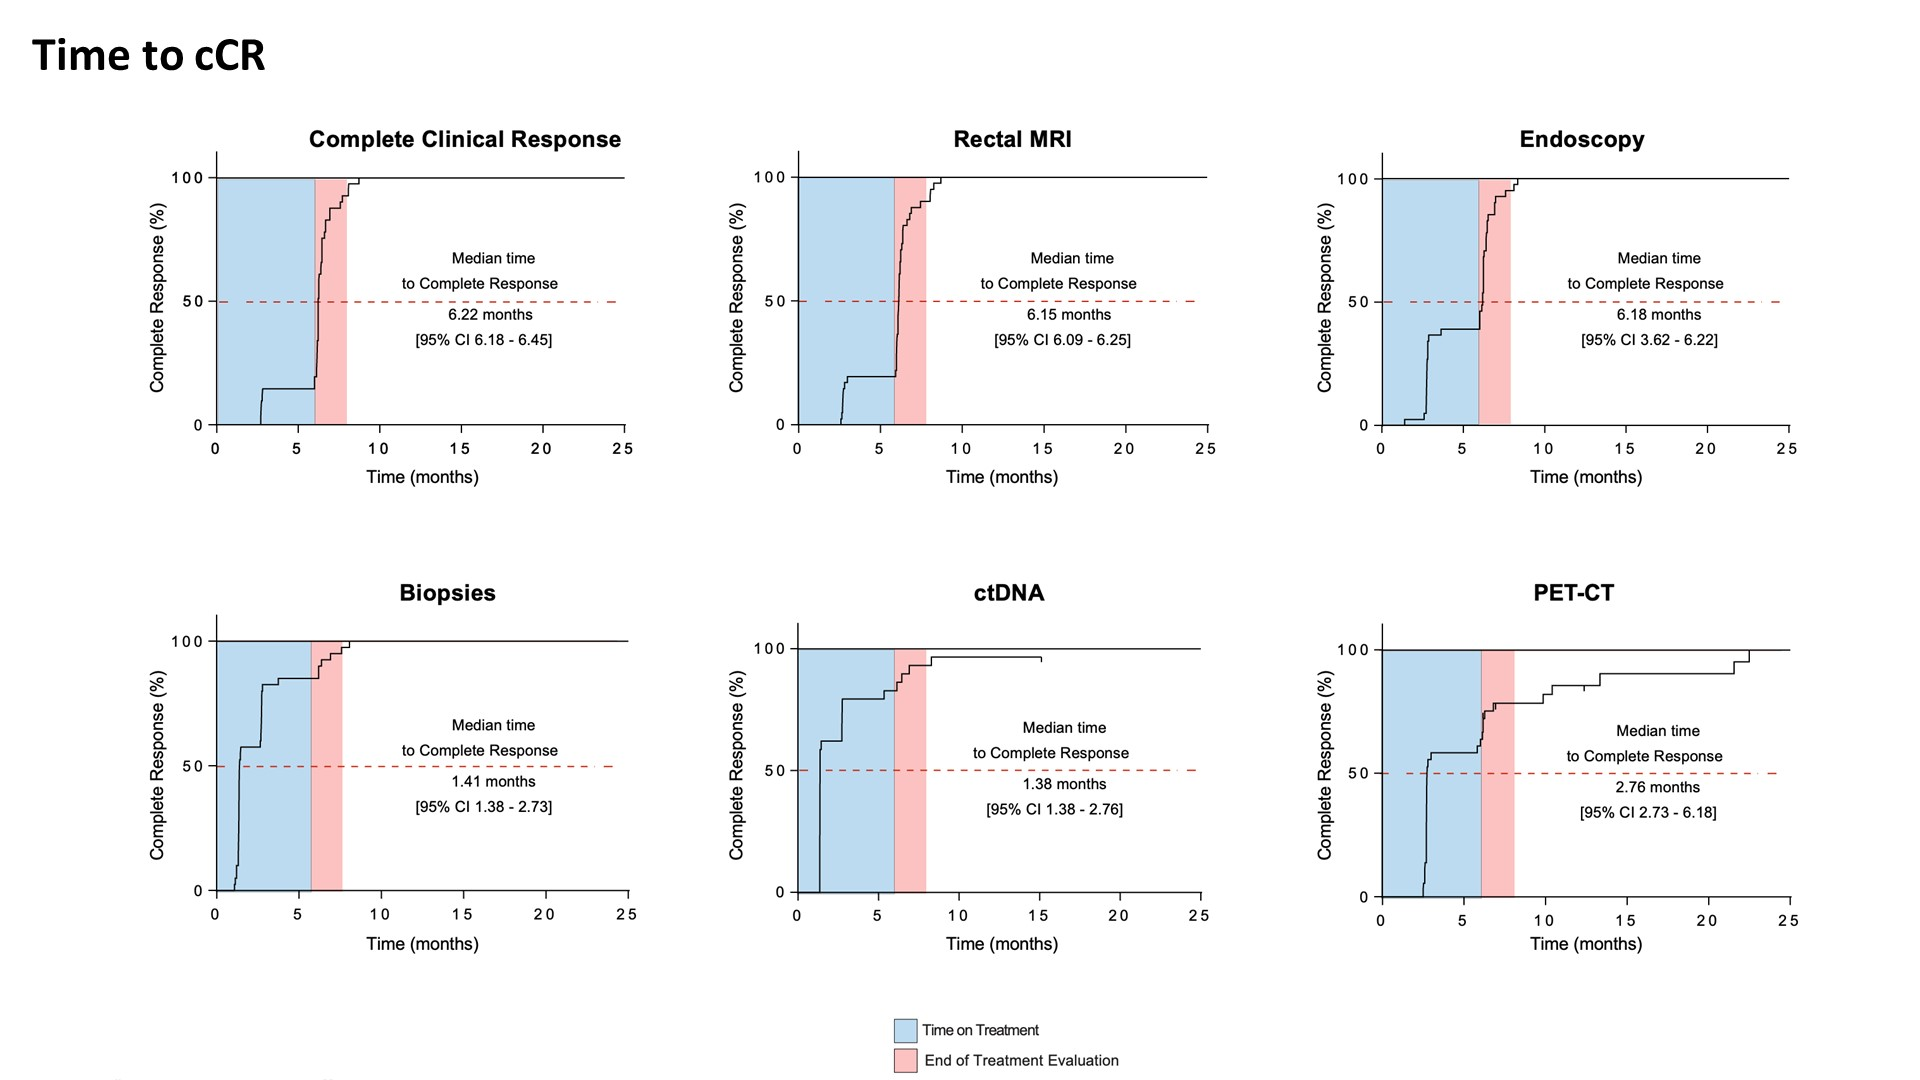 Time to cCR
Complete Clinical Response
100
50
0
0 5 10 15 20 25
Complete Response (%)
Time (months)
Median time
to Complete Response
6.22 months
[95% CI 6.18 - 6.45]
Rectal MRI
100
50
0
0 5 10 15 20 25
Complete Response (%)
Time (months)
Median time
to Complete Response
6.15 months
[95% CI 6.09 - 6.25]
Endoscopy
100
50
0
0 5 10 15 20 25
Complete Response (%)
Time (months)
Median time
to Complete Response
6.18 months
[95% CI 3.62 - 6.22]
Biopsies
100
50
0
0 5 10 15 20 25
Complete Response (%)
Time (months)
Median time
to Complete Response
1.41 months
[95% CI 1.38 - 2.73]
ctDNA
100
50
0
0 5 10 15 20 25
Complete Response (%)
Time (months)
Median time
to Complete Response
1.38 months
[95% CI 1.38 - 2.76]
PET-CT
100
50
0
0 5 10 15 20 25
Complete Response (%)
Time (months)
Median time
to Complete Response
2.76 months
[95% CI 2.73 - 6.18]
Time on Treatment
End of Treatment Evaluation